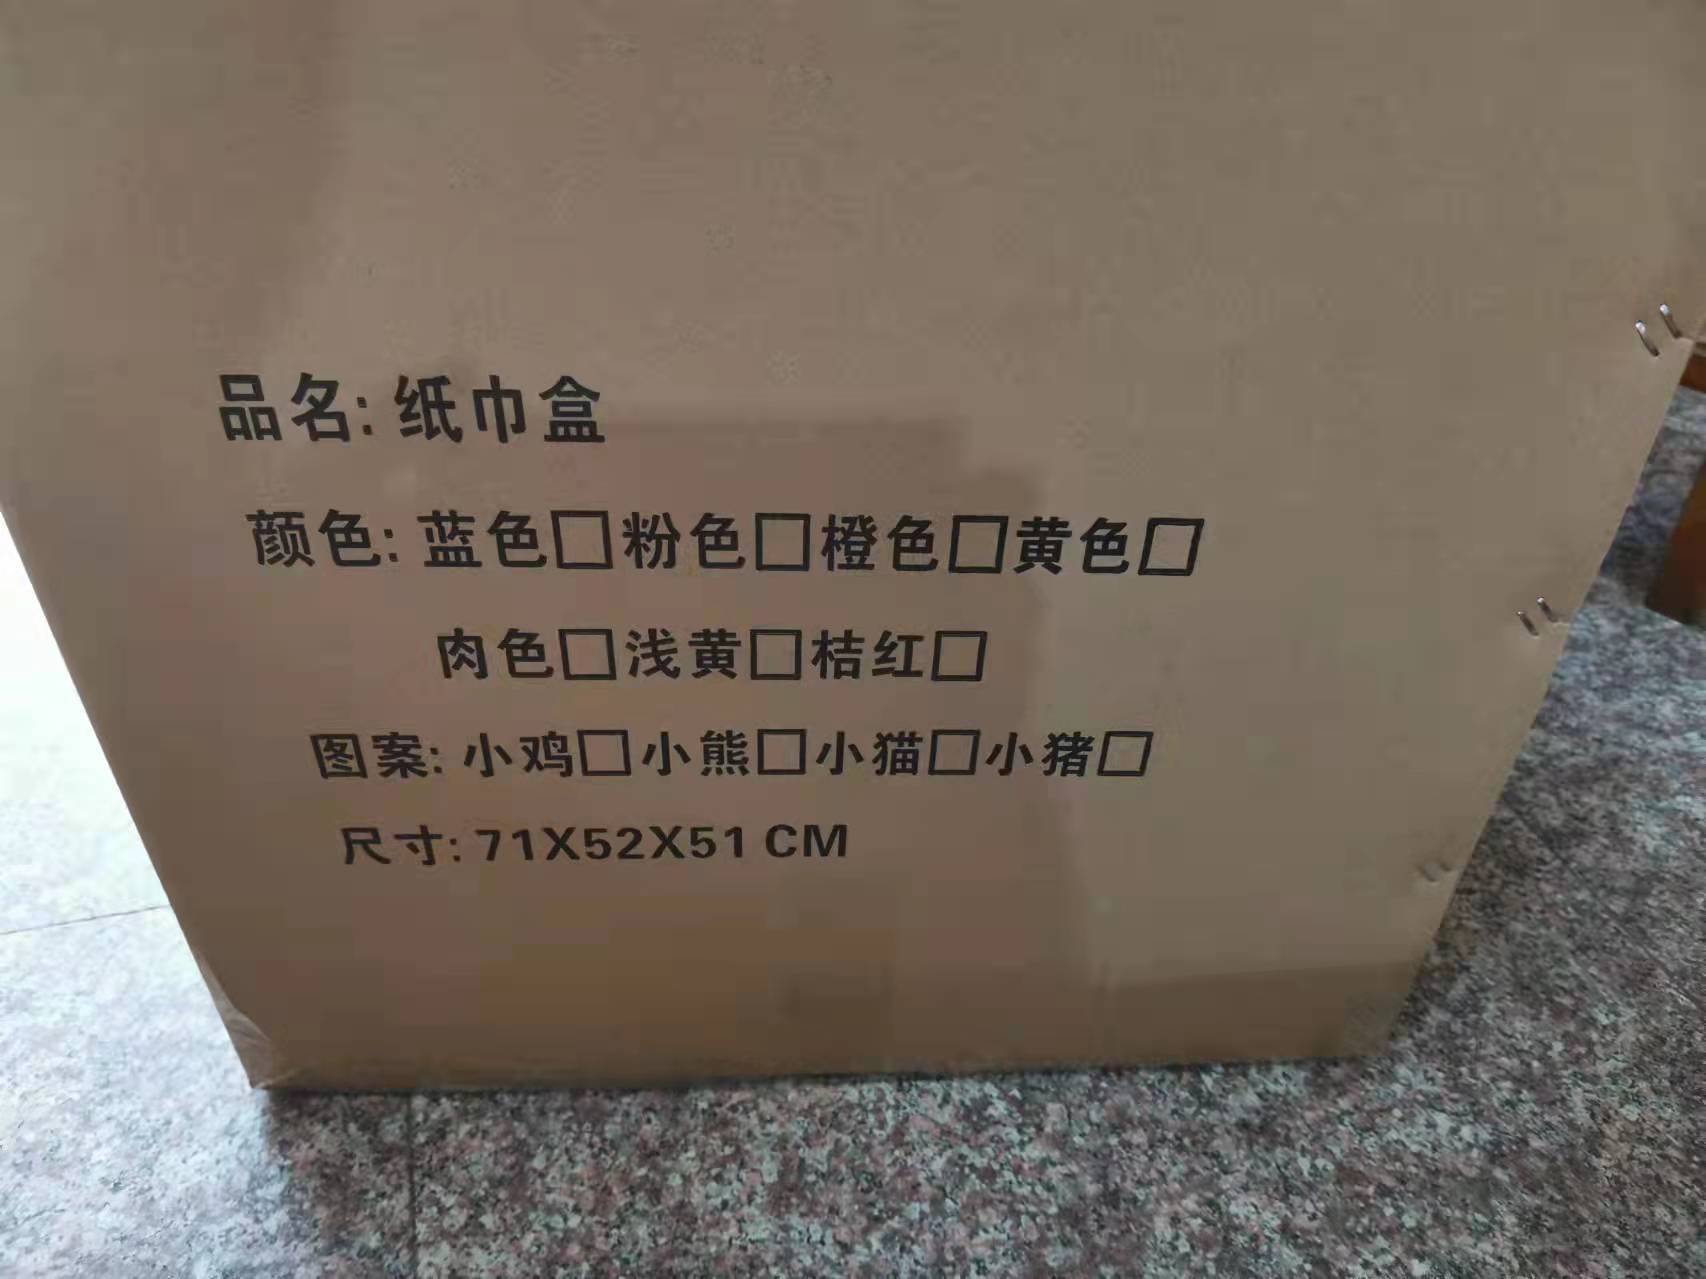 品名: 纸巾盒
颜色: 蓝色□粉色□橙色□黄色□
肉色□浅黄□桔红□
图案: 小鸡□小熊□小猫□小猪□
尺寸: 71X52X51 CM